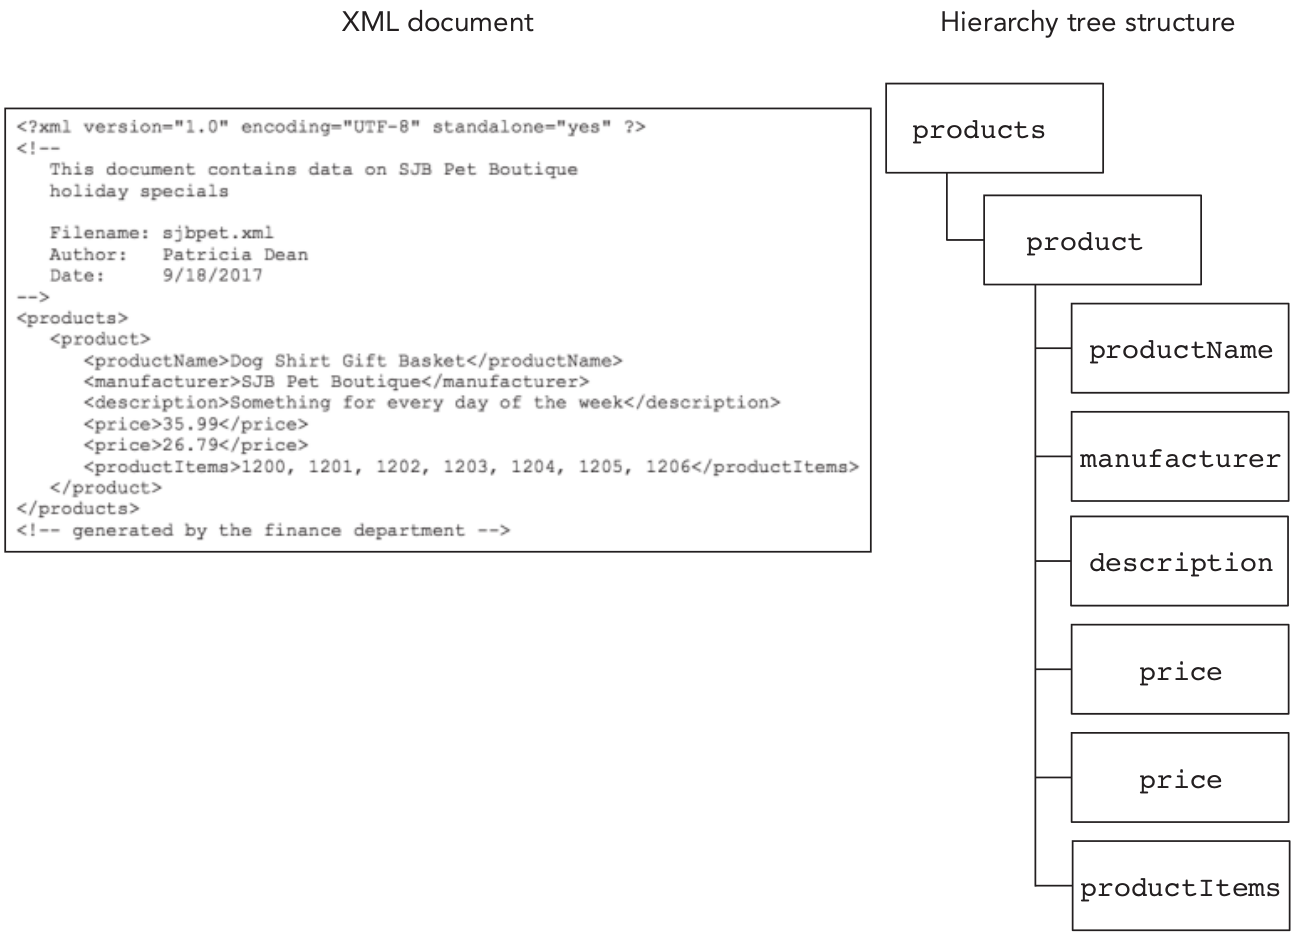 XML document
Hierarchy tree structure
<?xml version="1.0" encoding="UTF-8" standalone="yes" ?>
<!--
   This document contains data on SJB Pet Boutique
   holiday specials

   Filename: sjbpet.xml
   Author:   Patricia Dean
   Date:     9/18/2017
-->
<products>
   <product>
      <productName>Dog Shirt Gift Basket</productName>
      <manufacturer>SJB Pet Boutique</manufacturer>
      <description>Something for every day of the week</description>
      <price>35.99</price>
      <price>26.79</price>
      <productItems>1200, 1201, 1202, 1203, 1204, 1205, 1206</productItems>
   </product>
</products>
<!-- generated by the finance department -->
products
product
productName
manufacturer
description
price
price
productItems